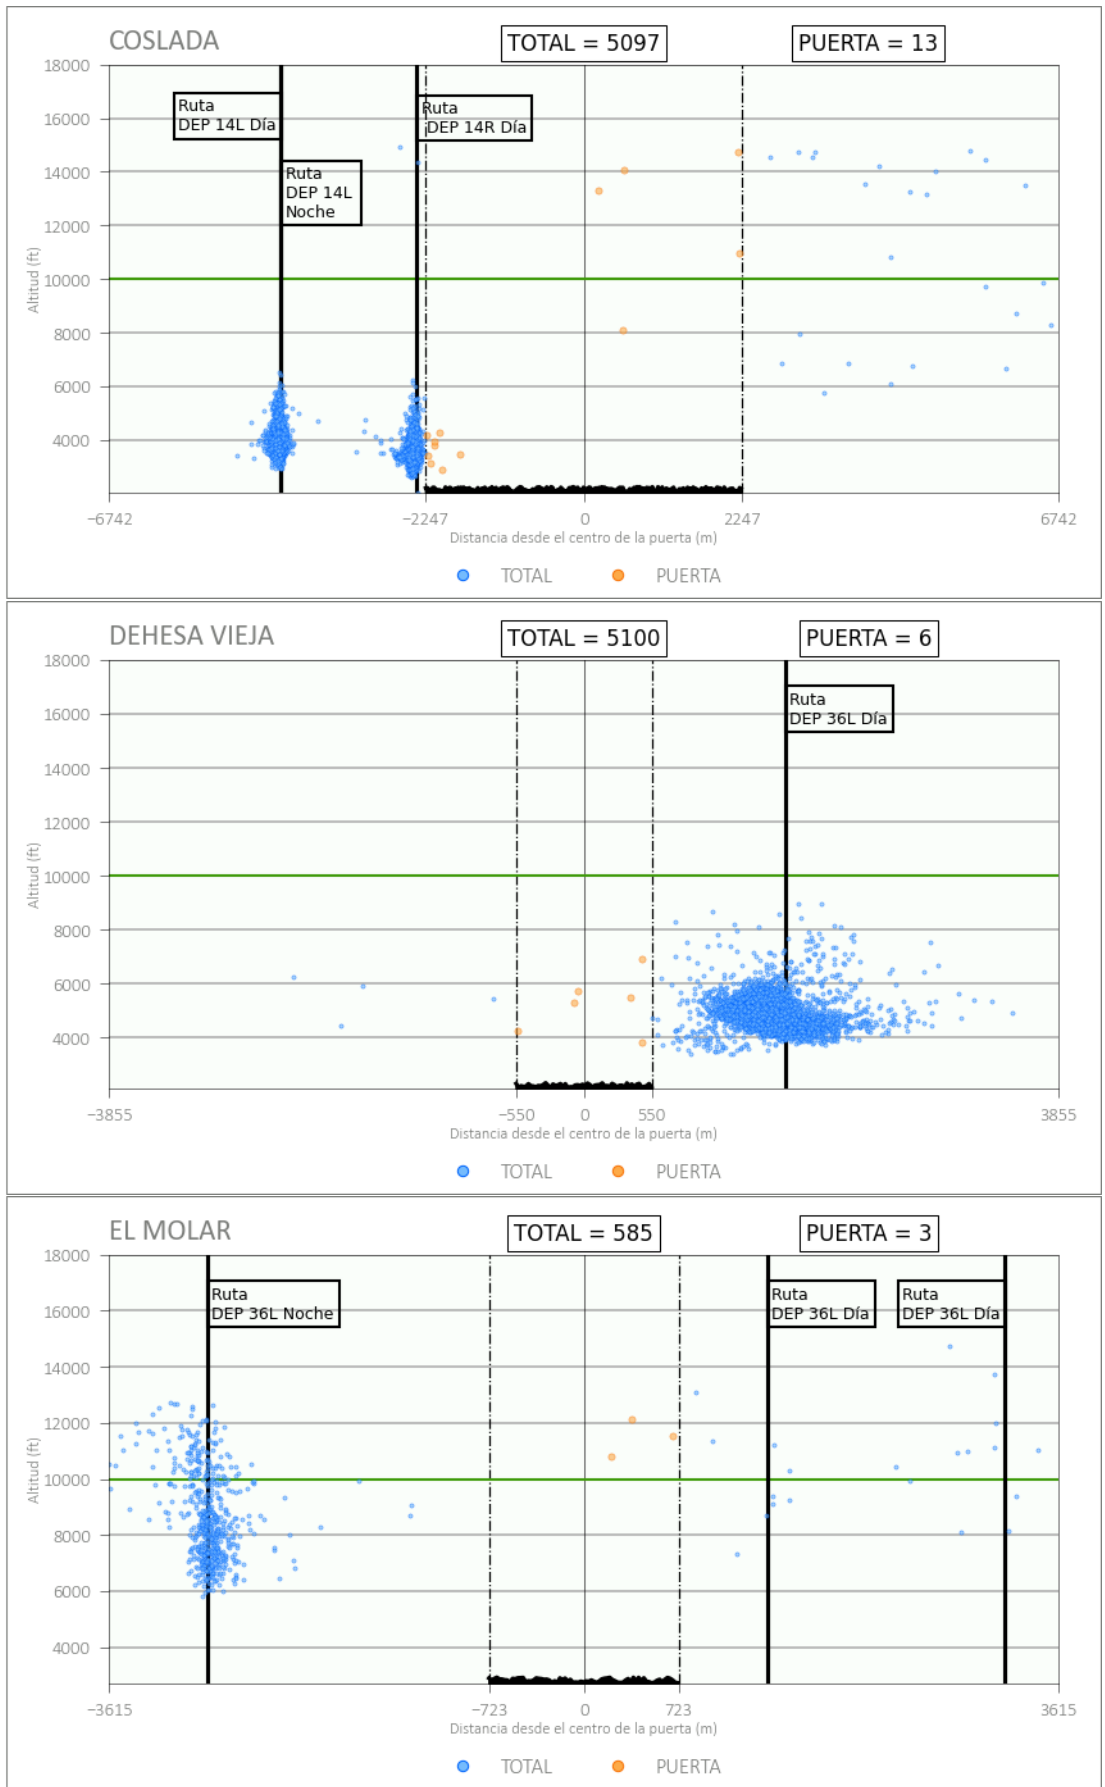 COSLADA
TOTAL = 5097
PUERTA = 13
18000
16000
14000
12000
10000
8000
6000
4000
Altitud (ft)
Ruta
DEP 14L Día
Ruta
DEP 14L
Noche
Ruta
DEP 14R Día
−6742
−2247
0
2247
6742
Distancia desde el centro de la puerta (m)
TOTAL
PUERTA
DEHESA VIEJA
TOTAL = 5100
PUERTA = 6
18000
16000
14000
12000
10000
8000
6000
4000
Altitud (ft)
Ruta
DEP 36L Día
−3855
−550
0
550
3855
Distancia desde el centro de la puerta (m)
TOTAL
PUERTA
EL MOLAR
TOTAL = 585
PUERTA = 3
18000
16000
14000
12000
10000
8000
6000
4000
Altitud (ft)
Ruta
DEP 36L Noche
Ruta
DEP 36L Día
Ruta
DEP 36L Día
−3615
−723
0
723
3615
Distancia desde el centro de la puerta (m)
TOTAL
PUERTA